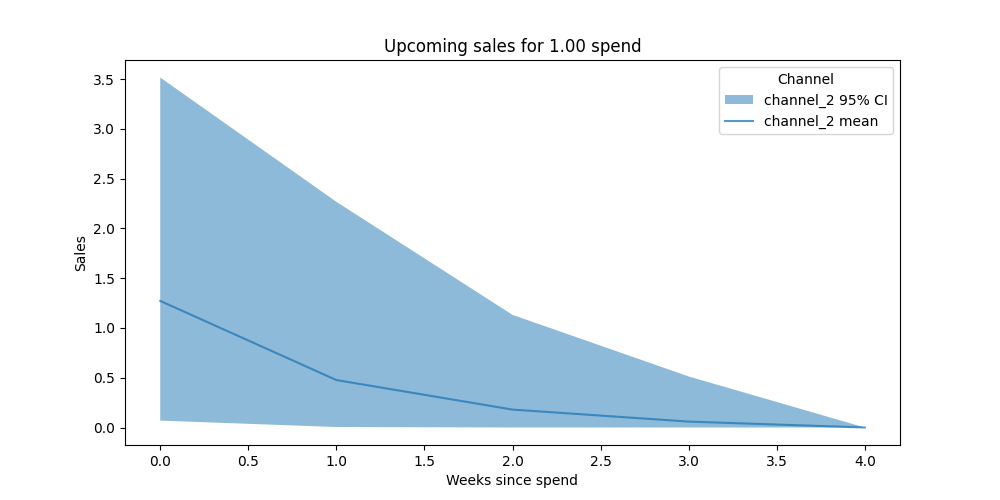 Upcoming sales for 1.00 spend
Channel
channel_2 95% CI
channel_2 mean
Sales
3.5
3.0
2.5
2.0
1.5
1.0
0.5
0.0
0.0 0.5 1.0 1.5 2.0 2.5 3.0 3.5 4.0
Weeks since spend